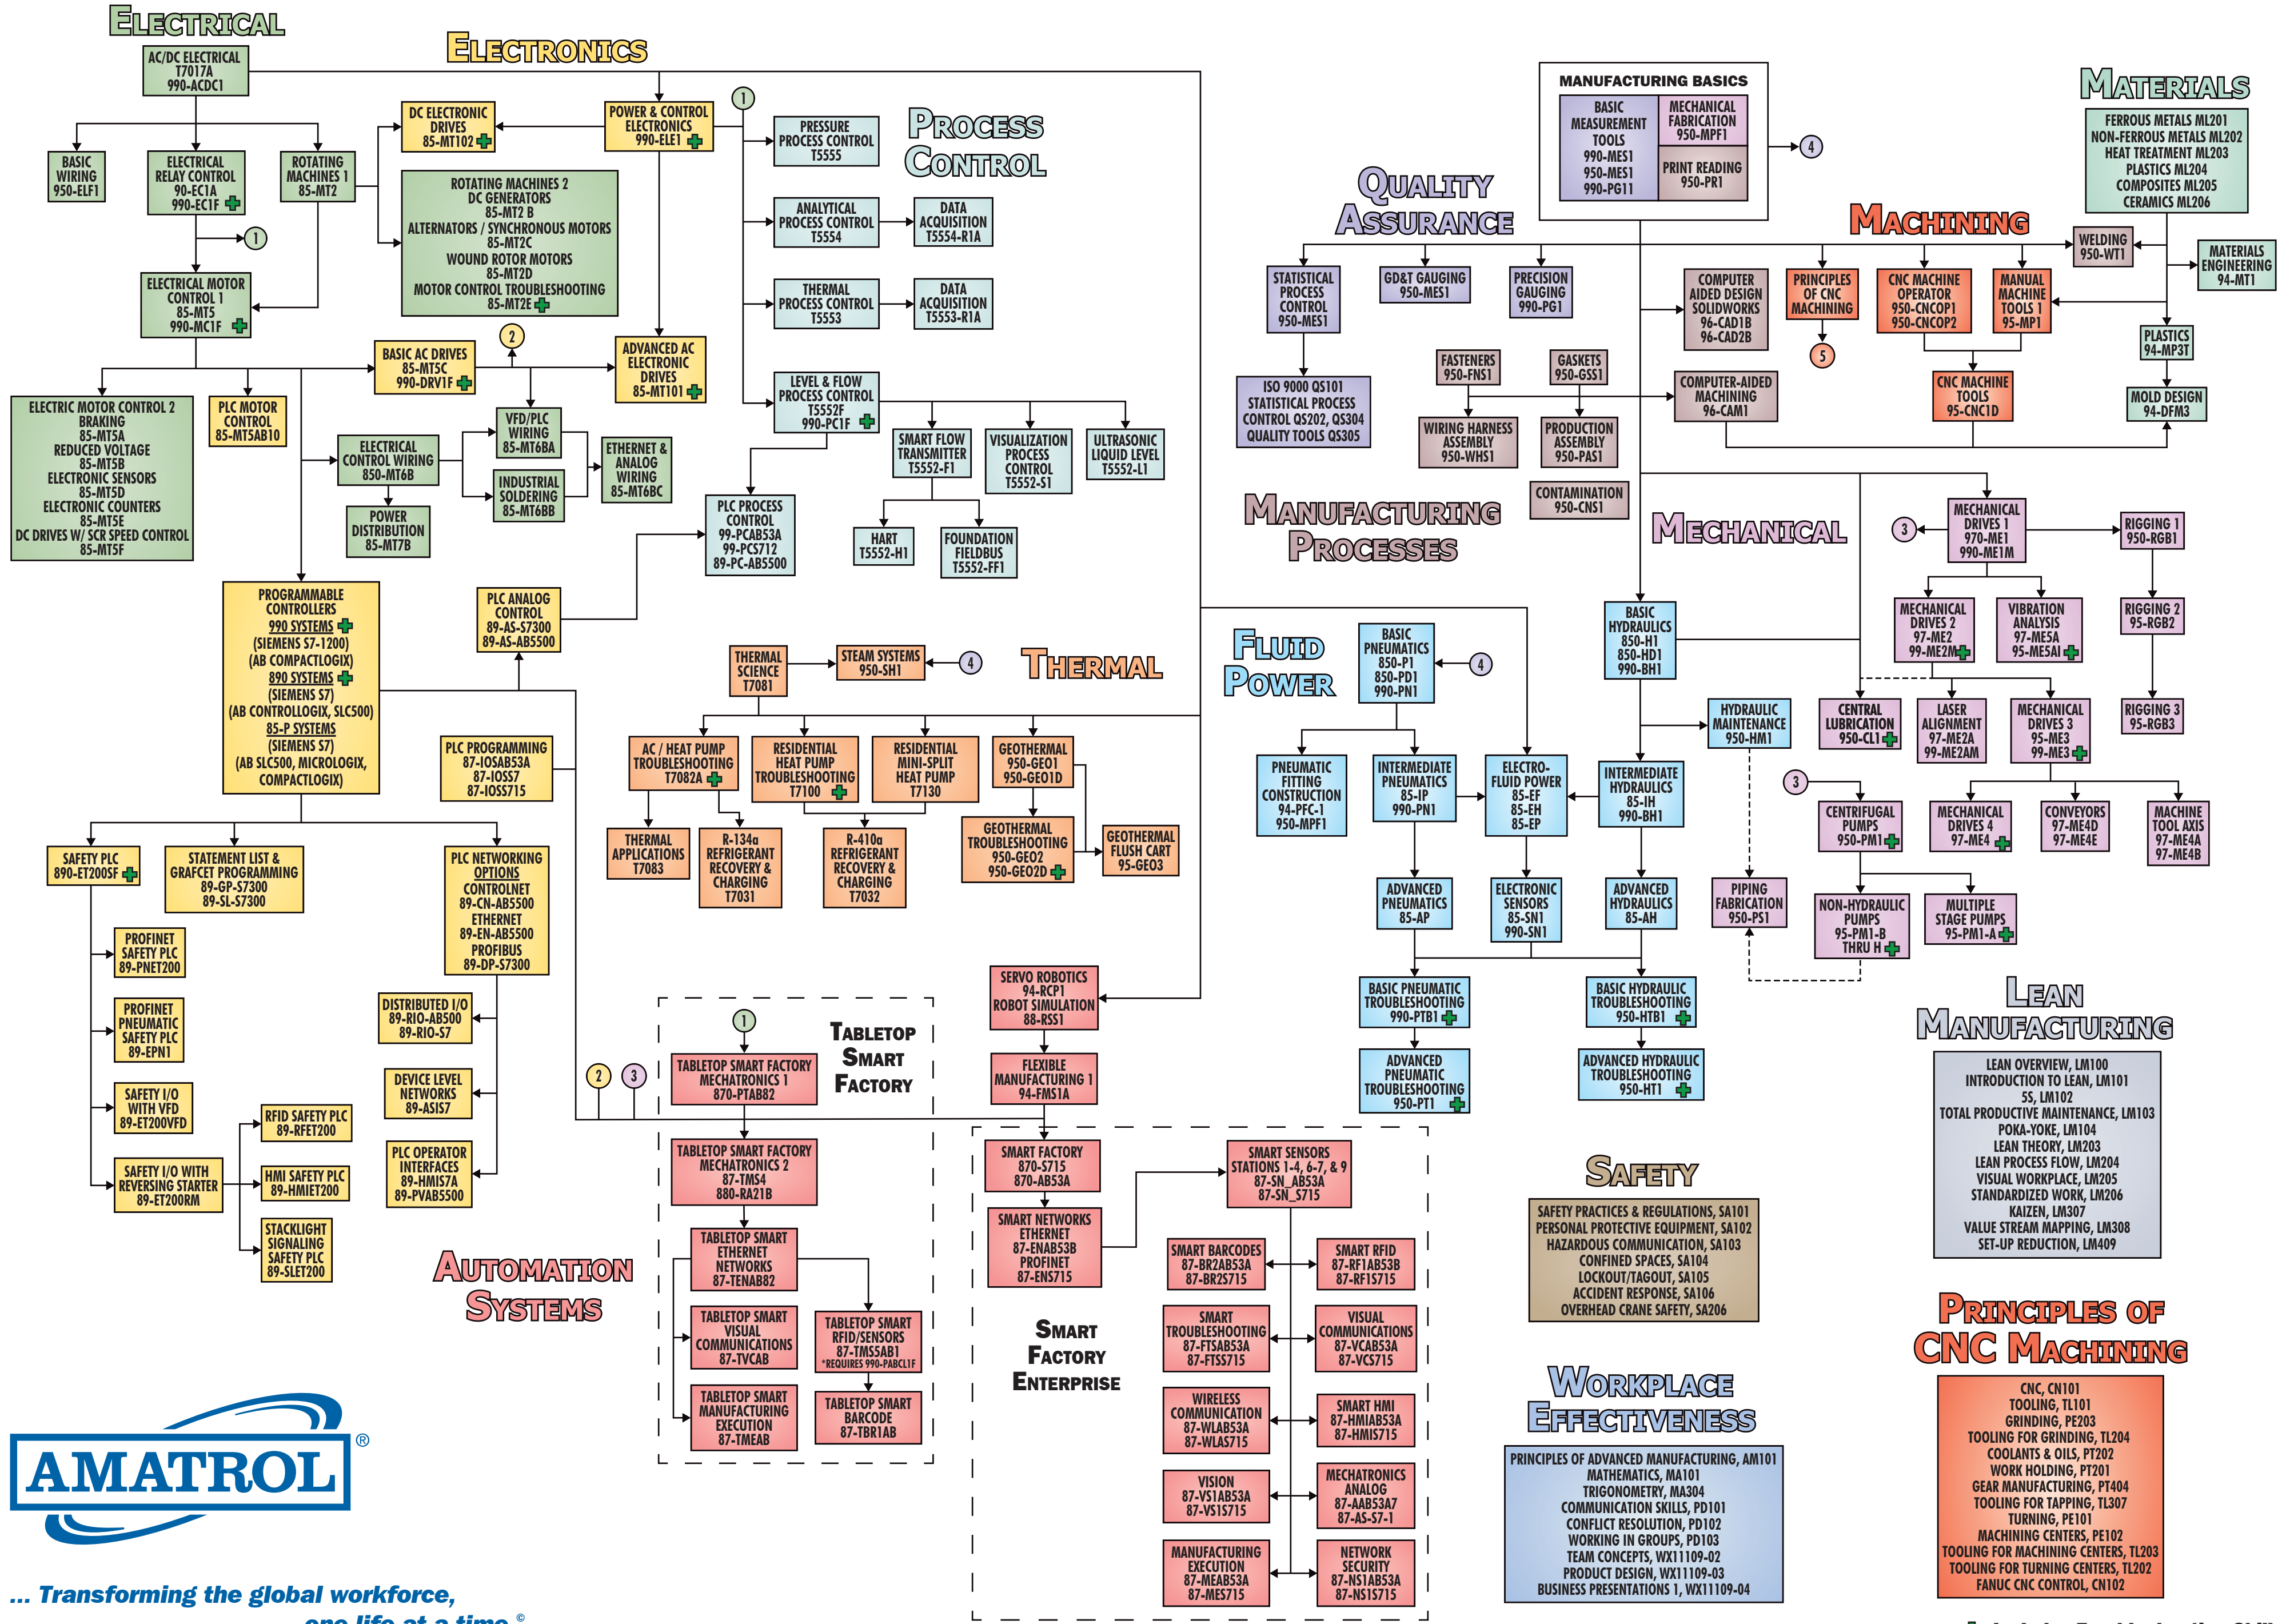 ELECTRICAL
AC/DC ELECTRICAL
T7017A
990-ACDC1
BASIC
WIRING
950-ELF1
ELECTRICAL
RELAY CONTROL
90-EC1A
990-EC1F
ROTATING
MACHINES 1
85-MT2
1
ELECTRICAL MOTOR
CONTROL 1
85-MT5
990-MC1F
ELECTRIC MOTOR CONTROL 2
BRAKING
85-MT5A
REDUCED VOLTAGE
85-MT5B
ELECTRONIC SENSORS
85-MT5D
ELECTRONIC COUNTERS
85-MT5E
DC DRIVES W/ SCR SPEED CONTROL
85-MT5F
PLC MOTOR
CONTROL
85-MT5AB10
ELECTRONICS
DC ELECTRONIC
DRIVES
85-MT102
POWER & CONTROL
ELECTRONICS
990-ELE1
ROTATING MACHINES 2
DC GENERATORS
85-MT2 B
ALTERNATORS / SYNCHRONOUS MOTORS
85-MT2C
WOUND ROTOR MOTORS
85-MT2D
MOTOR CONTROL TROUBLESHOOTING
85-MT2E
2
BASIC AC DRIVES
85-MT5C
990-DRV1F
ADVANCED AC
ELECTRONIC
DRIVES
85-MT101
ELECTRICAL
CONTROL WIRING
850-MT6B
VFD/PLC
WIRING
85-MT6BA
INDUSTRIAL
SOLDERING
85-MT6BB
ETHERNET &
ANALOG
WIRING
85-MT6BC
POWER
DISTRIBUTION
85-MT7B
1
PROCESS
CONTROL
PRESSURE
PROCESS CONTROL
T5555
ANALYTICAL
PROCESS CONTROL
T5554
DATA
ACQUISITION
T5554-R1A
THERMAL
PROCESS CONTROL
T5553
DATA
ACQUISITION
T5553-R1A
LEVEL & FLOW
PROCESS CONTROL
T5552F
990-PC1F
SMART FLOW
TRANSMITTER
T5552-F1
VISUALIZATION
PROCESS
CONTROL
T5552-S1
ULTRASONIC
LIQUID LEVEL
T5552-L1
HART
T5552-H1
FOUNDATION
FIELDBUS
T5552-FF1
PLC PROCESS
CONTROL
99-PCAB53A
99-PCS712
89-PC-AB5500
PROGRAMMABLE
CONTROLLERS
990 SYSTEMS
(SIEMENS S7-1200)
(AB COMPACTLOGIX)
890 SYSTEMS
(SIEMENS S7)
(AB CONTROLLOGIX, SLC500)
85-P SYSTEMS
(SIEMENS S7)
(AB SLC500, MICROLOGIX,
COMPACTLOGIX)
PLC ANALOG
CONTROL
89-AS-S7300
89-AS-AB5500
PLC PROGRAMMING
87-IOSAB53A
87-IOSS7
87-IOSS715
SAFETY PLC
890-ET200SF
STATEMENT LIST &
GRAFCET PROGRAMMING
89-GP-S7300
89-SL-S7300
PLC NETWORKING
OPTIONS
CONTROLNET
89-CN-AB5500
ETHERNET
89-EN-AB5500
PROFIBUS
89-DP-S7300
PROFINET
SAFETY PLC
89-PNET200
PROFINET
PNEUMATIC
SAFETY PLC
89-EPN1
SAFETY I/O
WITH VFD
89-ET200VFD
SAFETY I/O WITH
REVERSING STARTER
89-ET200RM
RFID SAFETY PLC
89-RFET200
HMI SAFETY PLC
89-HMIET200
STACKLIGHT
SIGNALING
SAFETY PLC
89-SLET200
DISTRIBUTED I/O
89-RIO-AB500
89-RIO-S7
DEVICE LEVEL
NETWORKS
89-ASIS7
PLC OPERATOR
INTERFACES
89-HMIS7A
89-PVAB5500
THERMAL
THERMAL
SCIENCE
T7081
STEAM SYSTEMS
950-SH1
4
AC / HEAT PUMP
TROUBLESHOOTING
T7082A
RESIDENTIAL
HEAT PUMP
TROUBLESHOOTING
T7100
RESIDENTIAL
MINI-SPLIT
HEAT PUMP
T7130
GEOTHERMAL
950-GEO1
950-GEO1D
THERMAL
APPLICATIONS
T7083
R-134a
REFRIGERANT
RECOVERY &
CHARGING
T7031
R-410a
REFRIGERANT
RECOVERY &
CHARGING
T7032
GEOTHERMAL
TROUBLESHOOTING
950-GEO2
950-GEO2D
GEOTHERMAL
FLUSH CART
95-GEO3
AUTOMATION
SYSTEMS
2
3
1
TABLETOP
SMART
FACTORY
TABLETOP SMART FACTORY
MECHATRONICS 1
870-PTAB82
TABLETOP SMART FACTORY
MECHATRONICS 2
87-TMS4
880-RA21B
TABLETOP SMART
ETHERNET
NETWORKS
87-TENAB82
TABLETOP SMART
VISUAL
COMMUNICATIONS
87-TVCAB
TABLETOP SMART
RFID/SENSORS
87-TMS5AB1
*REQUIRES 990-PABCL1F
TABLETOP SMART
MANUFACTURING
EXECUTION
87-TMEAB
TABLETOP SMART
BARCODE
87-TBR1AB
SERVO ROBOTICS
94-RCP1
ROBOT SIMULATION
88-RSS1
FLEXIBLE
MANUFACTURING 1
94-FMS1A
SMART FACTORY
870-S715
870-AB53A
SMART NETWORKS
ETHERNET
87-ENAB53B
PROFINET
87-ENS715
SMART
FACTORY
ENTERPRISE
SMART SENSORS
STATIONS 1-4, 6-7, & 9
87-SN_AB53A
87-SN_S715
SMART BARCODES
87-BR2AB53A
87-BR2S715
SMART RFID
87-RF1AB53B
87-RF1S715
SMART
TROUBLESHOOTING
87-FTSAB53A
87-FTSS715
VISUAL
COMMUNICATIONS
87-VCAB53A
87-VCS715
WIRELESS
COMMUNICATION
87-WLAB53A
87-WLAS715
SMART HMI
87-HMIAB53A
87-HMIS715
VISION
87-VS1AB53A
87-VS1S715
MECHATRONICS
ANALOG
87-AAB53A7
87-AS-S7-1
MANUFACTURING
EXECUTION
87-MEAB53A
87-MES715
NETWORK
SECURITY
87-NS1AB53A
87-NS1S715
MANUFACTURING BASICS
BASIC
MEASUREMENT
TOOLS
990-MES1
950-MES1
990-PG11
MECHANICAL
FABRICATION
950-MPF1
PRINT READING
950-PR1
4
QUALITY
ASSURANCE
STATISTICAL
PROCESS
CONTROL
950-MES1
GD&T GAUGING
950-MES1
PRECISION
GAUGING
990-PG1
ISO 9000 QS101
STATISTICAL PROCESS
CONTROL QS202, QS304
QUALITY TOOLS QS305
MACHINING
COMPUTER
AIDED DESIGN
SOLIDWORKS
96-CAD1B
96-CAD2B
PRINCIPLES
OF CNC
MACHINING
5
CNC MACHINE
OPERATOR
950-CNCOP1
950-CNCOP2
MANUAL
MACHINE
TOOLS 1
95-MP1
CNC MACHINE
TOOLS
95-CNC1D
COMPUTER-AIDED
MACHINING
96-CAM1
MATERIALS
FERROUS METALS ML201
NON-FERROUS METALS ML202
HEAT TREATMENT ML203
PLASTICS ML204
COMPOSITES ML205
CERAMICS ML206
WELDING
950-WT1
MATERIALS
ENGINEERING
94-MT1
PLASTICS
94-MP3T
MOLD DESIGN
94-DFM3
FASTENERS
950-FNS1
GASKETS
950-GSS1
WIRING HARNESS
ASSEMBLY
950-WHS1
PRODUCTION
ASSEMBLY
950-PAS1
CONTAMINATION
950-CNS1
MANUFACTURING
PROCESSES
MECHANICAL
3
MECHANICAL
DRIVES 1
970-ME1
990-ME1M
RIGGING 1
950-RGB1
MECHANICAL
DRIVES 2
97-ME2
99-ME2M
VIBRATION
ANALYSIS
97-ME5A
95-ME5AI
RIGGING 2
95-RGB2
CENTRAL
LUBRICATION
950-CL1
LASER
ALIGNMENT
97-ME2A
99-ME2AM
MECHANICAL
DRIVES 3
95-ME3
99-ME3
RIGGING 3
95-RGB3
3
CENTRIFUGAL
PUMPS
950-PM1
MECHANICAL
DRIVES 4
97-ME4
CONVEYORS
97-ME4D
97-ME4E
MACHINE
TOOL AXIS
97-ME4A
97-ME4B
PIPING
FABRICATION
950-PS1
NON-HYDRAULIC
PUMPS
95-PM1-B
THRU H
MULTIPLE
STAGE PUMPS
95-PM1-A
FLUID
POWER
BASIC
PNEUMATICS
850-P1
850-PD1
990-PN1
4
BASIC
HYDRAULICS
850-H1
850-HD1
990-BH1
HYDRAULIC
MAINTENANCE
950-HM1
PNEUMATIC
FITTING
CONSTRUCTION
94-PFC-1
950-MPF1
INTERMEDIATE
PNEUMATICS
85-IP
990-PN1
ELECTRO-
FLUID POWER
85-EF
85-EH
85-EP
INTERMEDIATE
HYDRAULICS
85-IH
990-BH1
ADVANCED
PNEUMATICS
85-AP
ELECTRONIC
SENSORS
85-SN1
990-SN1
ADVANCED
HYDRAULICS
85-AH
BASIC PNEUMATIC
TROUBLESHOOTING
990-PTB1
BASIC HYDRAULIC
TROUBLESHOOTING
950-HTB1
ADVANCED
PNEUMATIC
TROUBLESHOOTING
950-PT1
ADVANCED HYDRAULIC
TROUBLESHOOTING
950-HT1
SAFETY
SAFETY PRACTICES & REGULATIONS, SA101
PERSONAL PROTECTIVE EQUIPMENT, SA102
HAZARDOUS COMMUNICATION, SA103
CONFINED SPACES, SA104
LOCKOUT/TAGOUT, SA105
ACCIDENT RESPONSE, SA106
OVERHEAD CRANE SAFETY, SA206
WORKPLACE
EFFECTIVENESS
PRINCIPLES OF ADVANCED MANUFACTURING, AM101
MATHEMATICS, MA101
TRIGONOMETRY, MA304
COMMUNICATION SKILLS, PD101
CONFLICT RESOLUTION, PD102
WORKING IN GROUPS, PD103
TEAM CONCEPTS, WX11109-02
PRODUCT DESIGN, WX11109-03
BUSINESS PRESENTATIONS 1, WX11109-04
LEAN
MANUFACTURING
LEAN OVERVIEW, LM100
INTRODUCTION TO LEAN, LM101
5S, LM102
TOTAL PRODUCTIVE MAINTENANCE, LM103
POKA-YOKE, LM104
LEAN THEORY, LM203
LEAN PROCESS FLOW, LM204
VISUAL WORKPLACE, LM205
STANDARDIZED WORK, LM206
KAIZEN, LM307
VALUE STREAM MAPPING, LM308
SET-UP REDUCTION, LM409
PRINCIPLES OF
CNC MACHINING
CNC, CN101
TOOLING, TL101
GRINDING, PE203
TOOLING FOR GRINDING, TL204
COOLANTS & OILS, PT202
WORK HOLDING, PT201
GEAR MANUFACTURING, PT404
TOOLING FOR TAPPING, TL307
TURNING, PE101
MACHINING CENTERS, PE102
TOOLING FOR MACHINING CENTERS, TL203
TOOLING FOR TURNING CENTERS, TL202
FANUC CNC CONTROL, CN102
AMATROL®
... Transforming the global workforce,
one life at a time.©